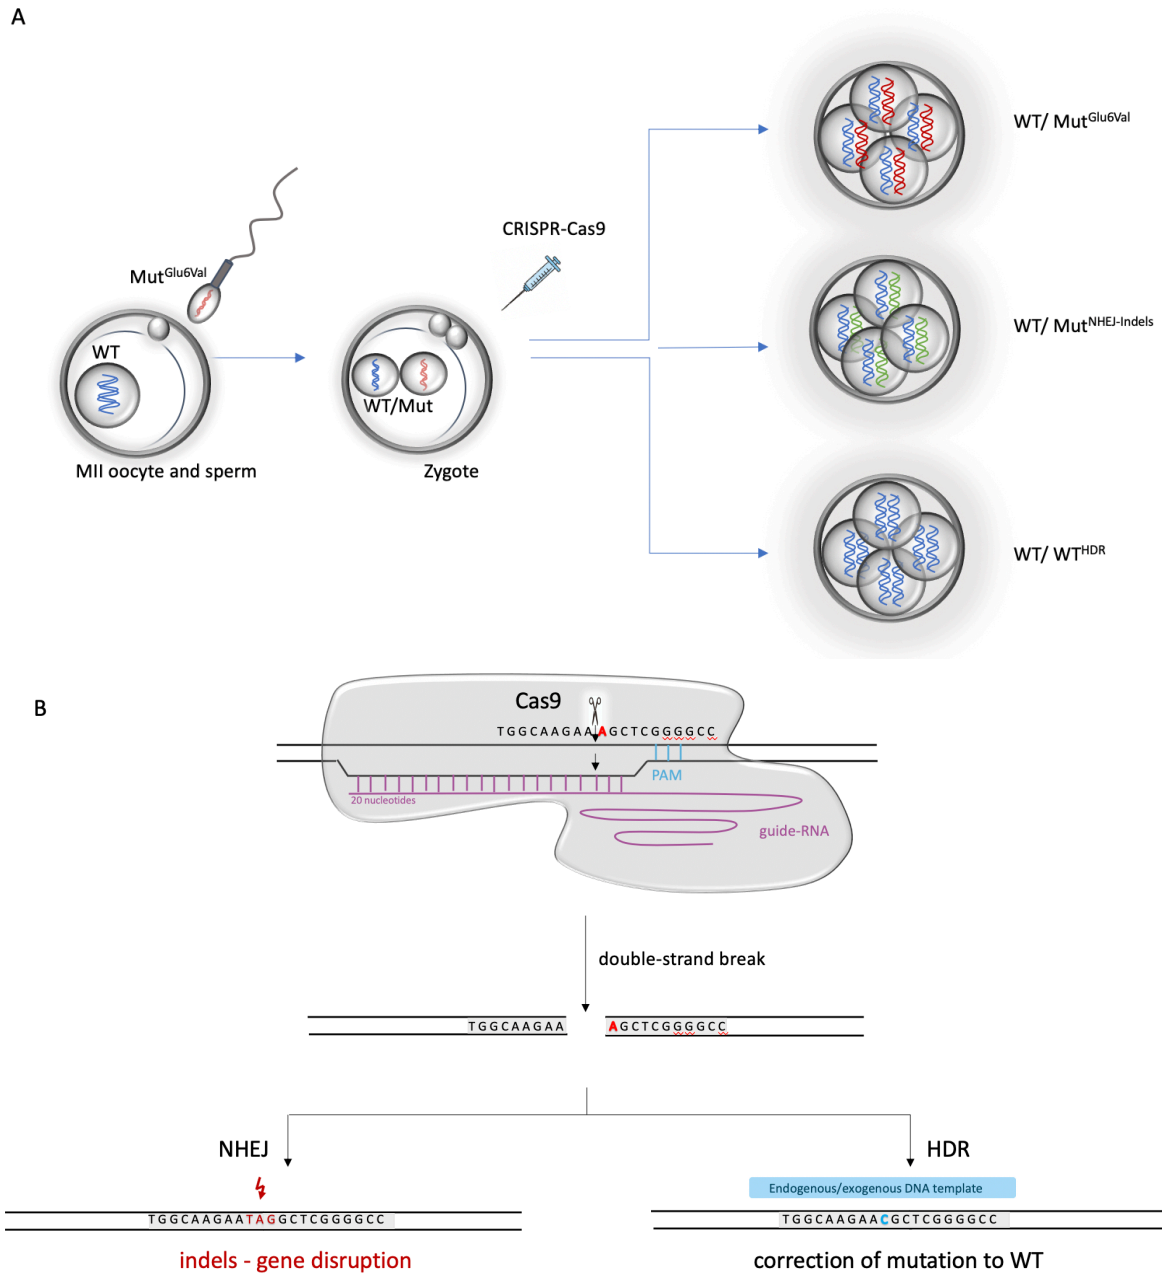 A
WT/ MutGlu6Val
CRISPR-Cas9
MutGlu6Val
WT
WT/Mut
MII oocyte and sperm
Zygote
WT/ MutNHEJ-Indels
WT/ WTHDR
B
Cas9
TGGCAAGAAAGCTCGGGGCC
PAM
20 nucleotides
guide-RNA
double-strand break
TGGCAAGAA
AGCTCGGGGCC
NHEJ
HDR
Endogenous/exogenous DNA template
TGGCAAGAATAGGCTCGGGGCC
TGGCAAGAACGCTCGGGGCC
indels - gene disruption
correction of mutation to WT